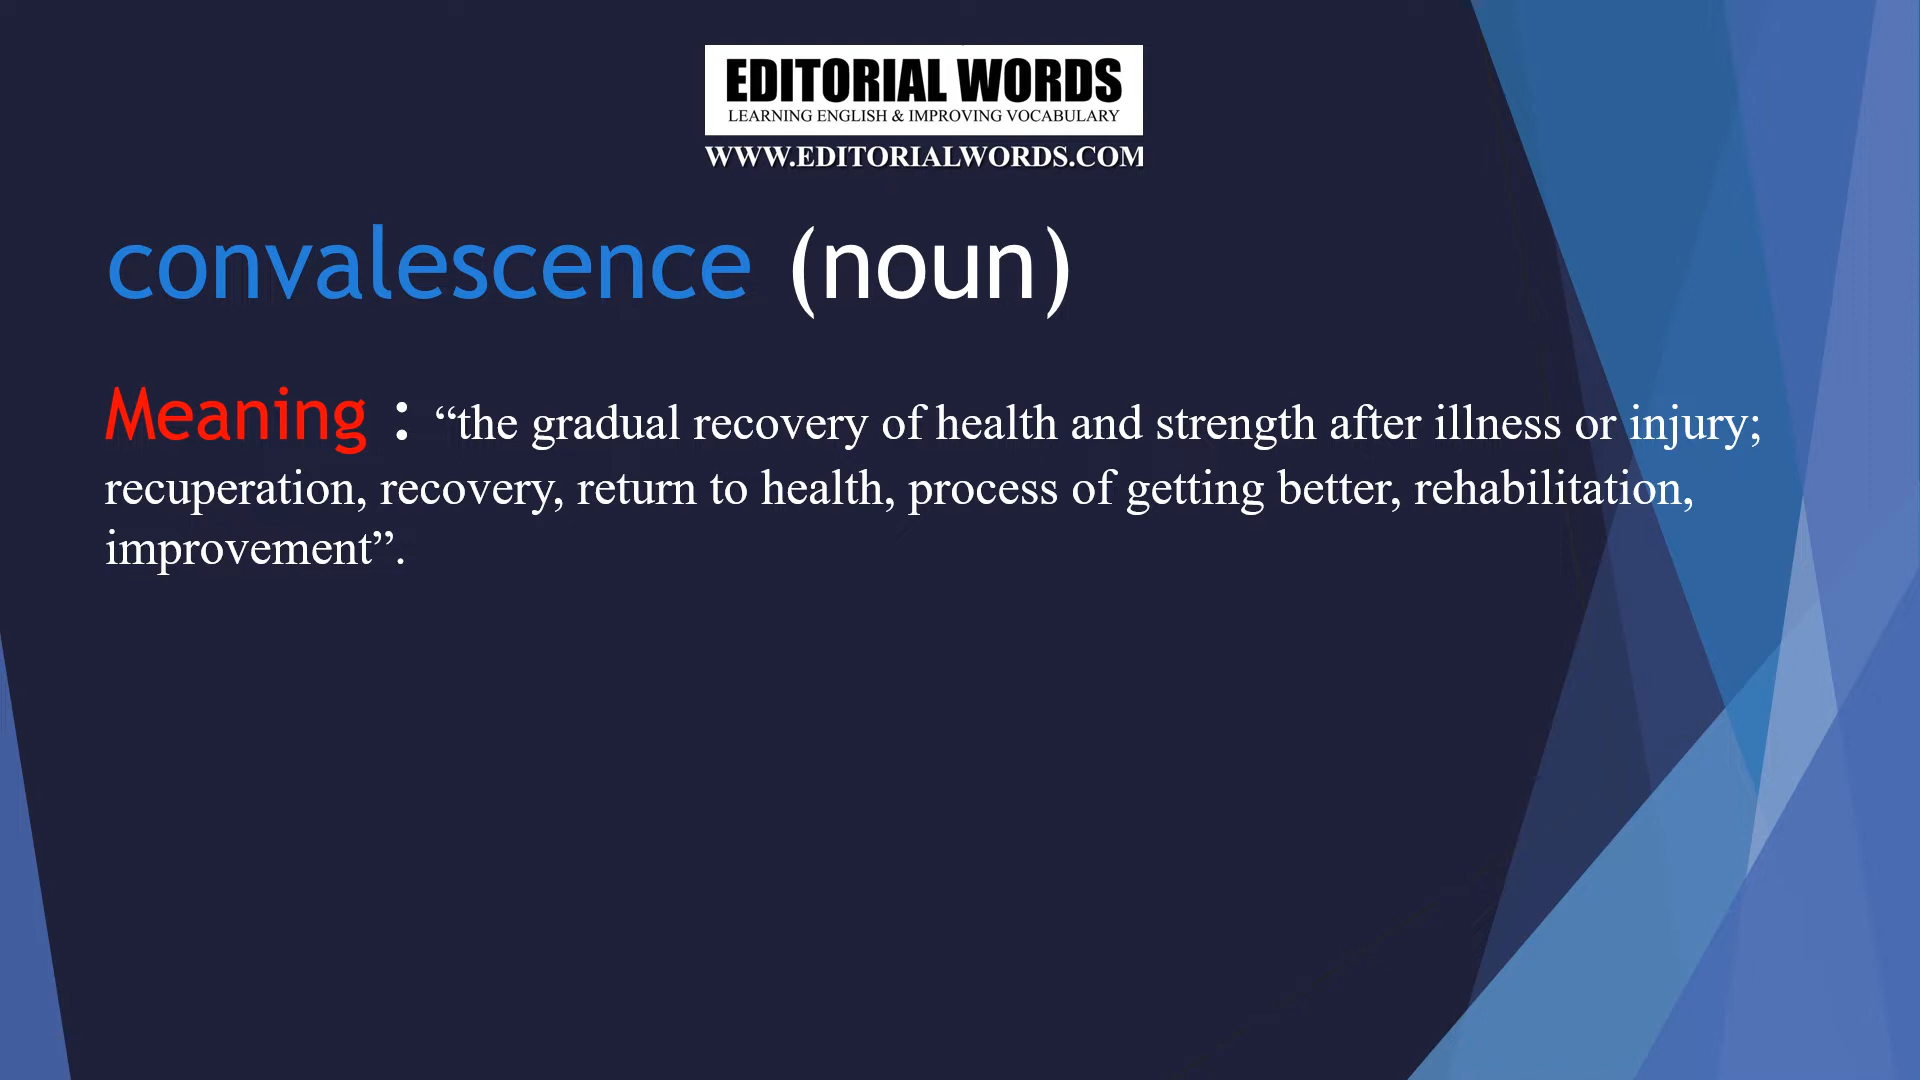 EDITORIAL WORDS
LEARNING ENGLISH & IMPROVING VOCABULARY
WWW.EDITORIALWORDS.COM
convalescence (noun)
Meaning : “the gradual recovery of health and strength after illness or injury;
recuperation, recovery, return to health, process of getting better, rehabilitation,
improvement”.